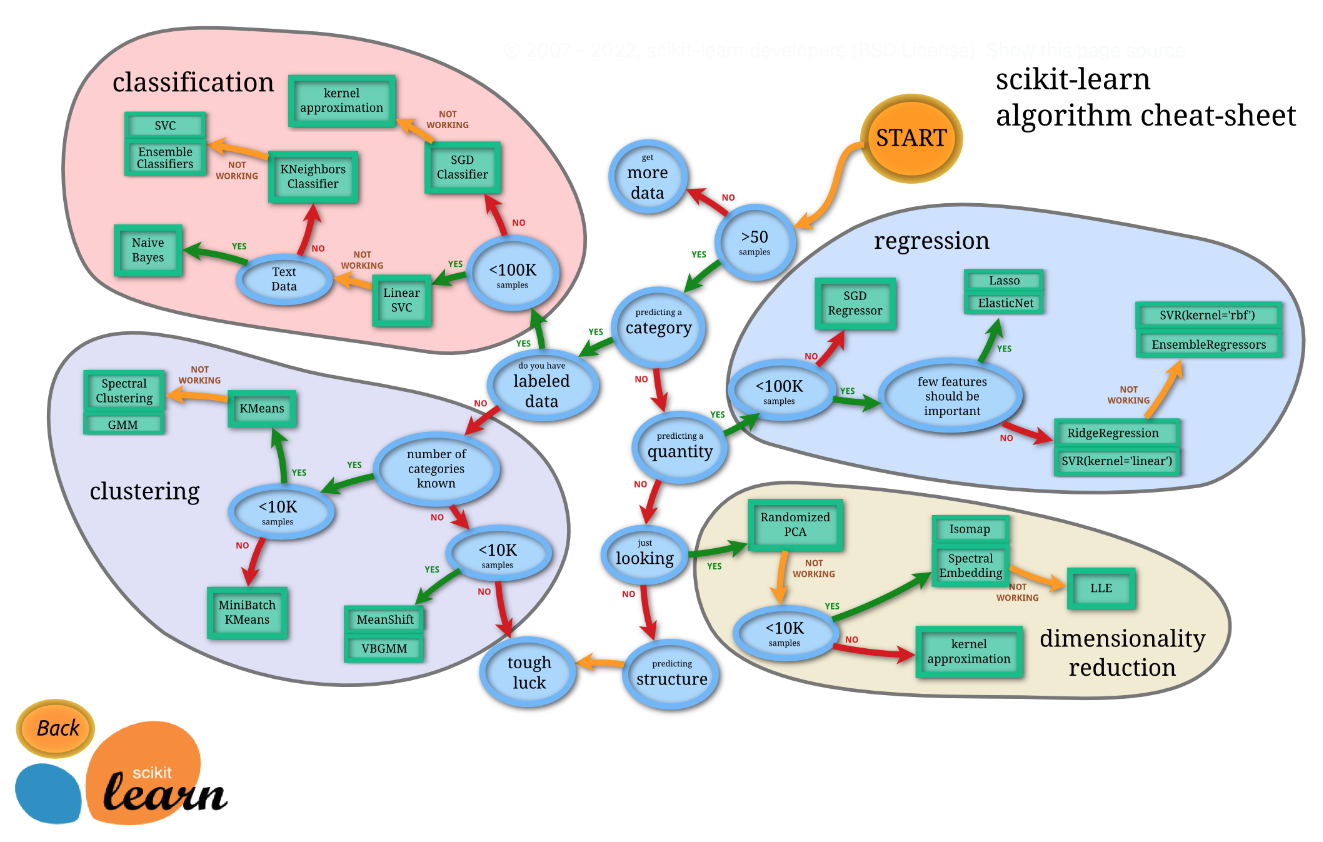 © 2007 - 2022, scikit-learn developers (BSD License). Show this page source
scikit-learn
algorithm cheat-sheet
START
get
more
data
NO
>50
samples
YES
predicting a
category
YES
NO
do you have
labeled
data
YES
NO
predicting a
quantity
YES
NO
just
looking
YES
NO
predicting
structure
tough
luck
classification
kernel
approximation
NOT
WORKING
SVC
Ensemble
Classifiers
NOT
WORKING
KNeighbors
Classifier
SGD
Classifier
NO
Naive
Bayes
YES
NO
Text
Data
NOT
WORKING
Linear
SVC
YES
<100K
samples
regression
SGD
Regressor
NO
<100K
samples
YES
Lasso
ElasticNet
YES
few features
should be
important
NO
SVR(kernel='rbf')
EnsembleRegressors
NOT
WORKING
RidgeRegression
SVR(kernel='linear')
clustering
Spectral
Clustering
GMM
NOT
WORKING
KMeans
YES
<10K
samples
YES
number of
categories
known
NO
NO
MiniBatch
KMeans
<10K
samples
YES
NO
MeanShift
VBGMM
dimensionality
reduction
Randomized
PCA
NOT
WORKING
<10K
samples
YES
NO
Isomap
Spectral
Embedding
NOT
WORKING
LLE
kernel
approximation
Back
scikit
learn